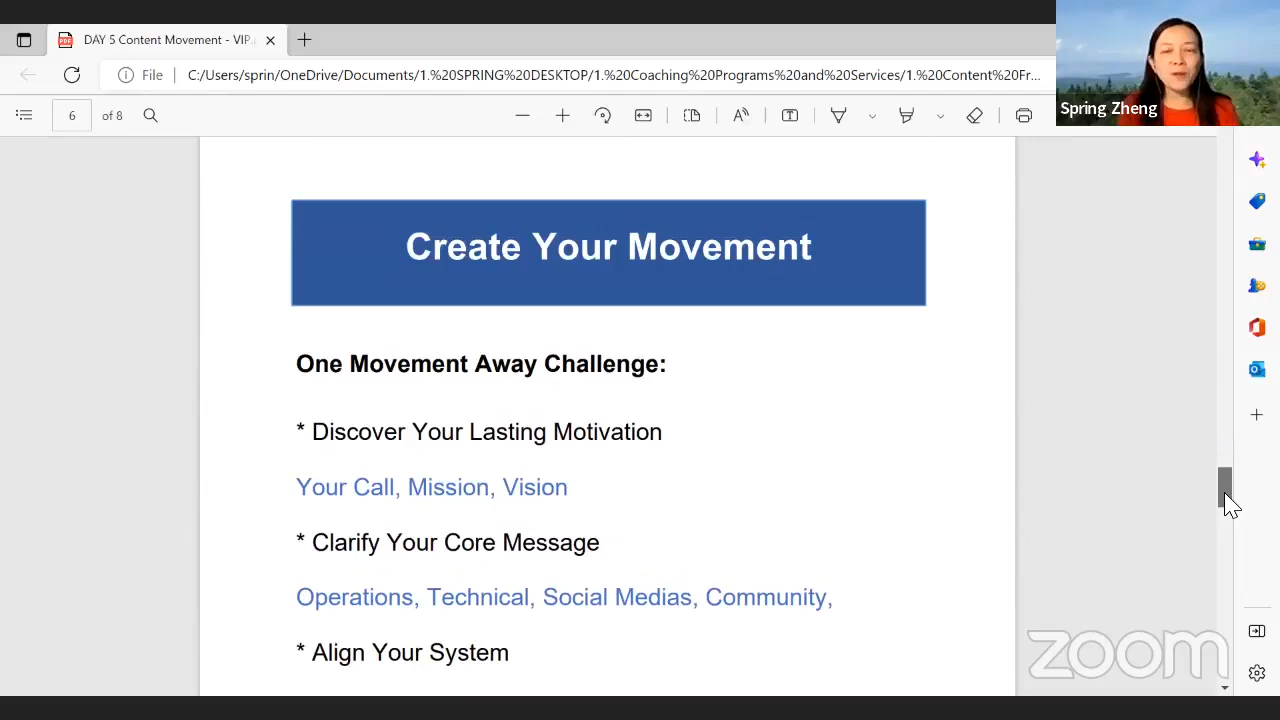 DAY 5 Content Movement - VIP.
File
C:/Users/sprin/OneDrive/Documents/1.%20SPRING%20DESKTOP/1.%20Coaching%20Programs%20and%20Services/1.%20Content%20Fr...
6 of 8
Spring Zheng
Create Your Movement
One Movement Away Challenge:
* Discover Your Lasting Motivation
Your Call, Mission, Vision
* Clarify Your Core Message
Operations, Technical, Social Medias, Community,
* Align Your System
zoom